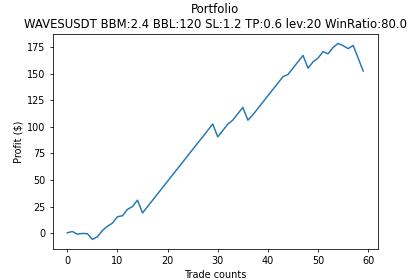 Portfolio
WAVESUSDT BBM:2.4 BBL:120 SL:1.2 TP:0.6 lev:20 WinRatio:80.0
175
150
125
100
75
50
25
0
Profit ($)
0 10 20 30 40 50 60
Trade counts